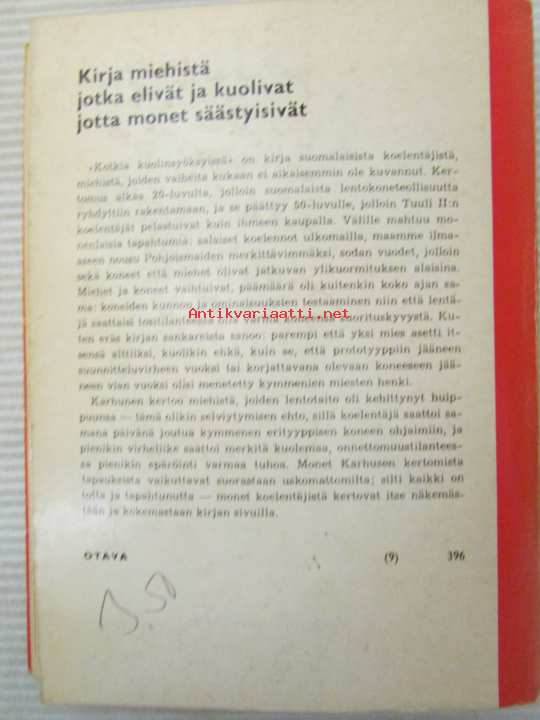 Kirja miehistä
jotka elivät ja kuolivat
jotta monet säästyisivät
»Kotkia kuolinsyöksyissä» on kirja suomalaisista koelentäjistä,
miehistä, joiden vaiheita kukaan ei aikaisemmin ole kuvannut. Ker-
tomus alkaa 20-luvulta, jolloin suomalaista lentokoneteollisuutta
ryhdyttiin rakentamaan, ja se päättyy 50-luvulle, jolloin Tuuli II:n
koelentäjät pelastuivat kuin ihmeen kaupalla. Välille mahtuu mo-
nenlaisia tapahtumia: salaiset koelennot ulkomailla, maamme ilma-
aseen nousu Pohjoismaiden merkittävimmäksi, sodan vuodet, jolloin
sekä koneet että miehet olivat jatkuvan ylikuormituksen alaisina.
Miehet ja koneet vaihtuivat, päämäärä oli kuitenkin koko ajan sa-
ma: koneiden kunnon ja ominaisuuksien testaaminen niin että lentä-
jä saattaisi tositilanteessa olla varma koneensa suorituskyvystä. Ku-
ten eräs kirjan sankareista sanoo: parempi että yksi mies asetti it-
sensä alttiiksi, kuolikin ehkä, kuin se, että prototyyppiin jääneen
suunnitteluvirheen vuoksi tai korjattavana olevaan koneeseen jää-
neen vian vuoksi olisi menetetty kymmenien miesten henki.
Karhunen kertoo miehistä, joiden lentotaito oli kehittynyt huip-
puunsa — tämä olikin selviytymisen ehto, sillä koelentäjä saattoi sa-
mana päivänä joutua kymmenen erityyppisen koneen ohjaimiin, ja
pienikin virheliike saattoi merkitä kuolemaa, onnettomuustilantees-
sa pienikin epäröinti varmaa tuhoa. Monet Karhusen kertomista
tapauksista vaikuttavat suorastaan uskomattomilta; silti kaikki on
totta ja tapahtunutta — monet koelentäjistä kertovat itse näkemäs-
tään ja kokemastaan kirjan sivuilla.
Antikvariaatti.net
OTAVA (9) 396
3.50